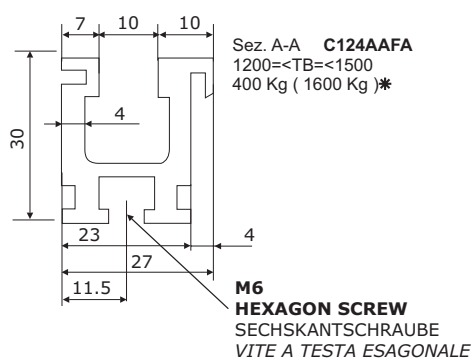 7 10 10
Sez. A-A C124AAFA
1200=<TB=<1500
400 Kg ( 1600 Kg )✱
4
30
23 4
27
11.5
M6
HEXAGON SCREW
SECHSKANTSCHRAUBE
VITE A TESTA ESAGONALE